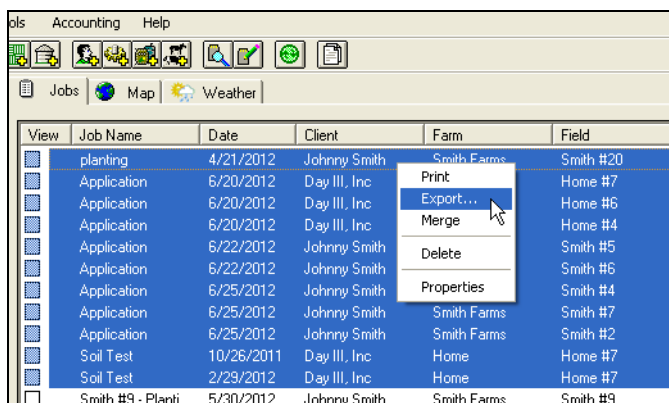 ols Accounting Help
Jobs Map Weather
View Job Name Date Client Farm Field
planting 4/21/2012 Johnny Smith Smith Farms Smith #20
Application 6/20/2012 Day III, Inc Home #7
Application 6/20/2012 Day III, Inc Home #6
Application 6/20/2012 Day III, Inc Home #4
Application 6/22/2012 Johnny Smith Smith #5
Application 6/22/2012 Johnny Smith Smith #6
Application 6/25/2012 Johnny Smith Smith #4
Application 6/25/2012 Johnny Smith Smith Farms Smith #7
Application 6/25/2012 Johnny Smith Smith Farms Smith #2
Soil Test 10/26/2011 Day III, Inc Home Home #7
Soil Test 2/29/2012 Day III, Inc Home Home #7
Smith #9 - Planti 5/30/2012 Johnny Smith Smith Farms Smith #9
Print
Export...
Merge
Delete
Properties